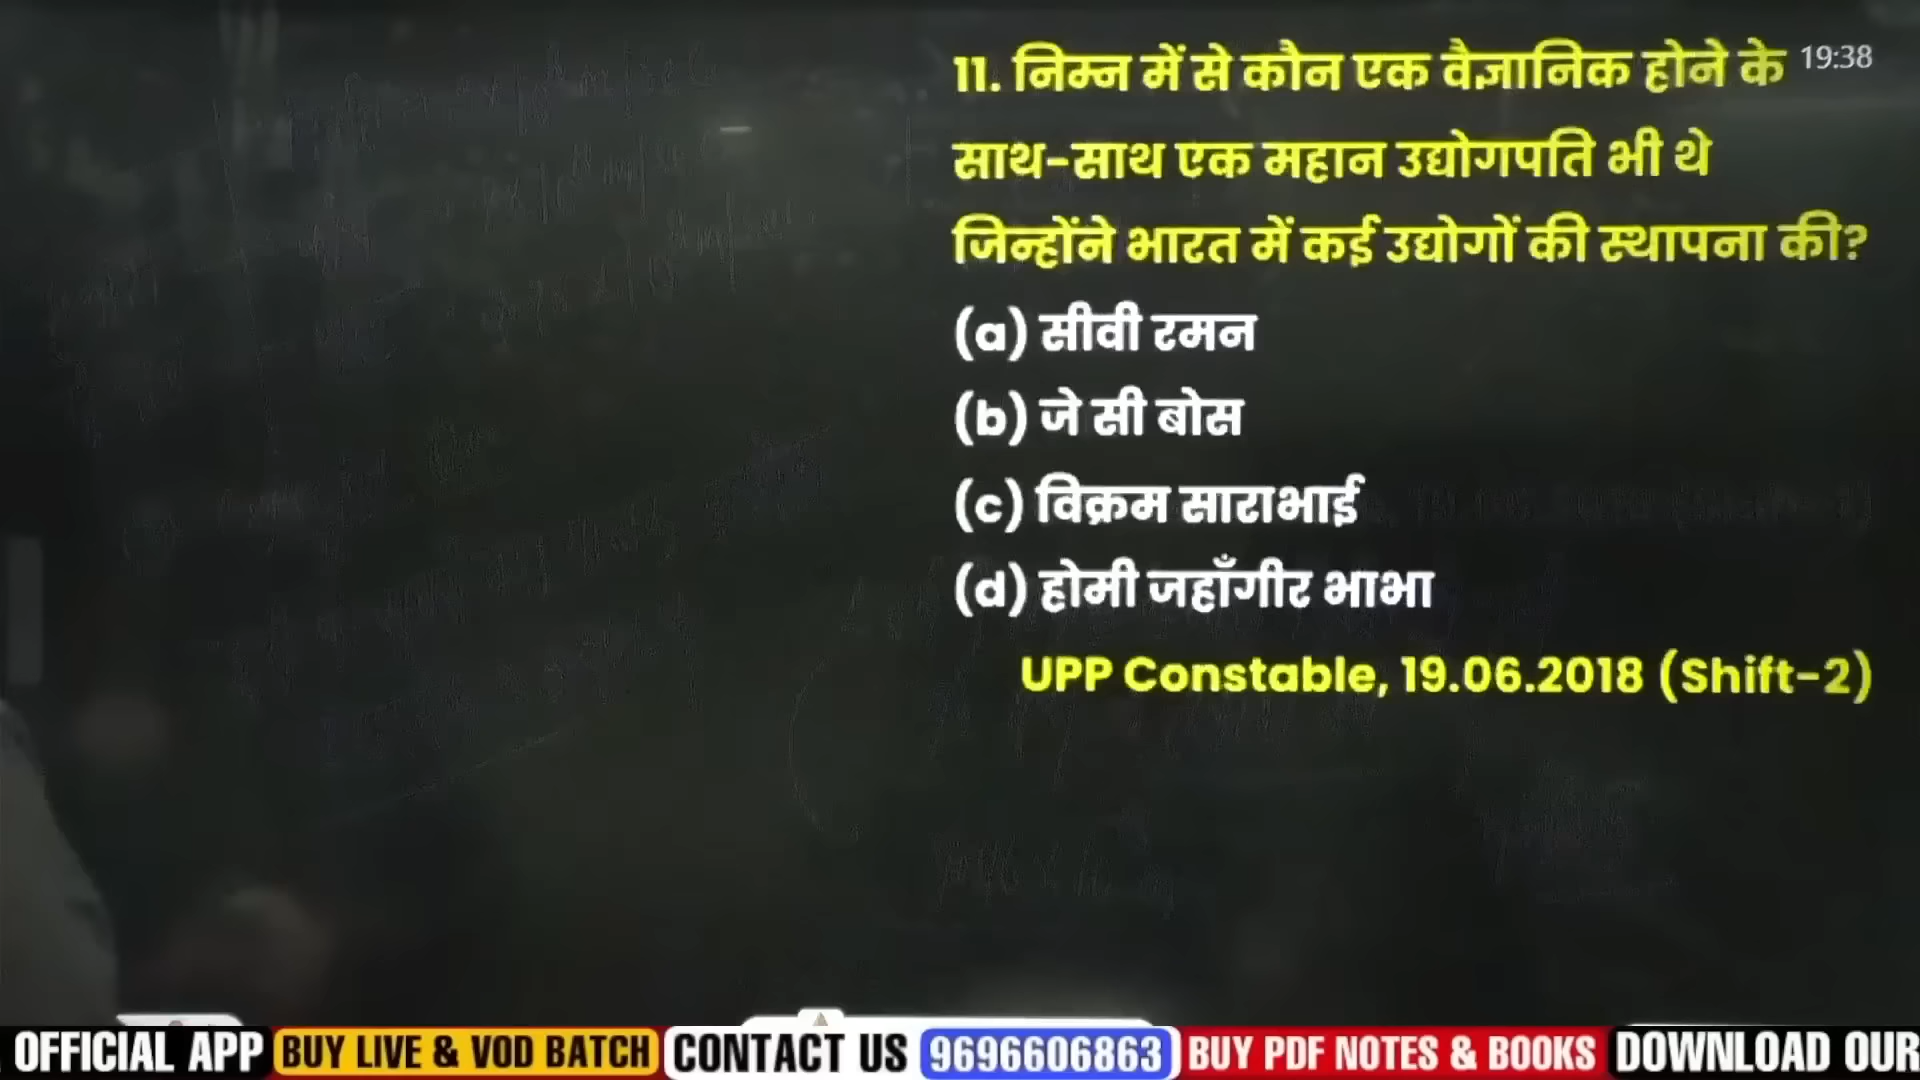 11. निम्न में से कौन एक वैज्ञानिक होने के 19:38
साथ-साथ एक महान उद्योगपति भी थे
जिन्होंने भारत में कई उद्योगों की स्थापना की?
(a) सीवी रमन
(b) जे सी बोस
(c) विक्रम साराभाई
(d) होमी जहाँगीर भाभा
UPP Constable, 19.06.2018 (Shift-2)
OFFICIAL APP BUY LIVE & VOD BATCH CONTACT US 9696606863 BUY PDF NOTES & BOOKS DOWNLOAD OUR